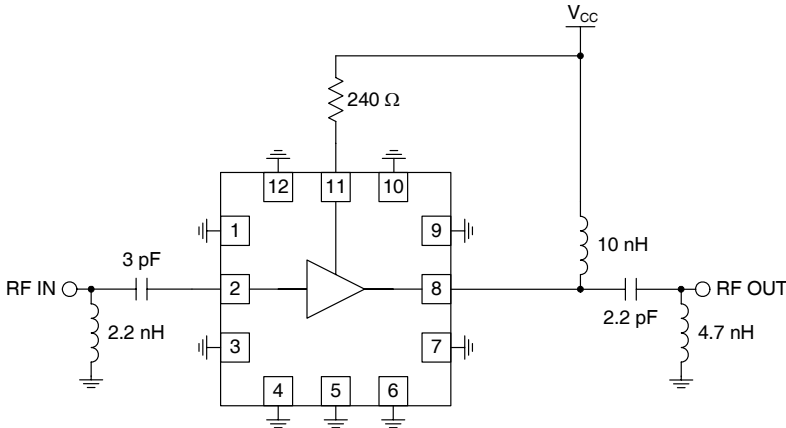 V_CC
240 Ω
12 11 10
1 9
10 nH
3 pF
RF IN 2 8 RF OUT
2.2 pF
2.2 nH 4.7 nH
3 7
4 5 6